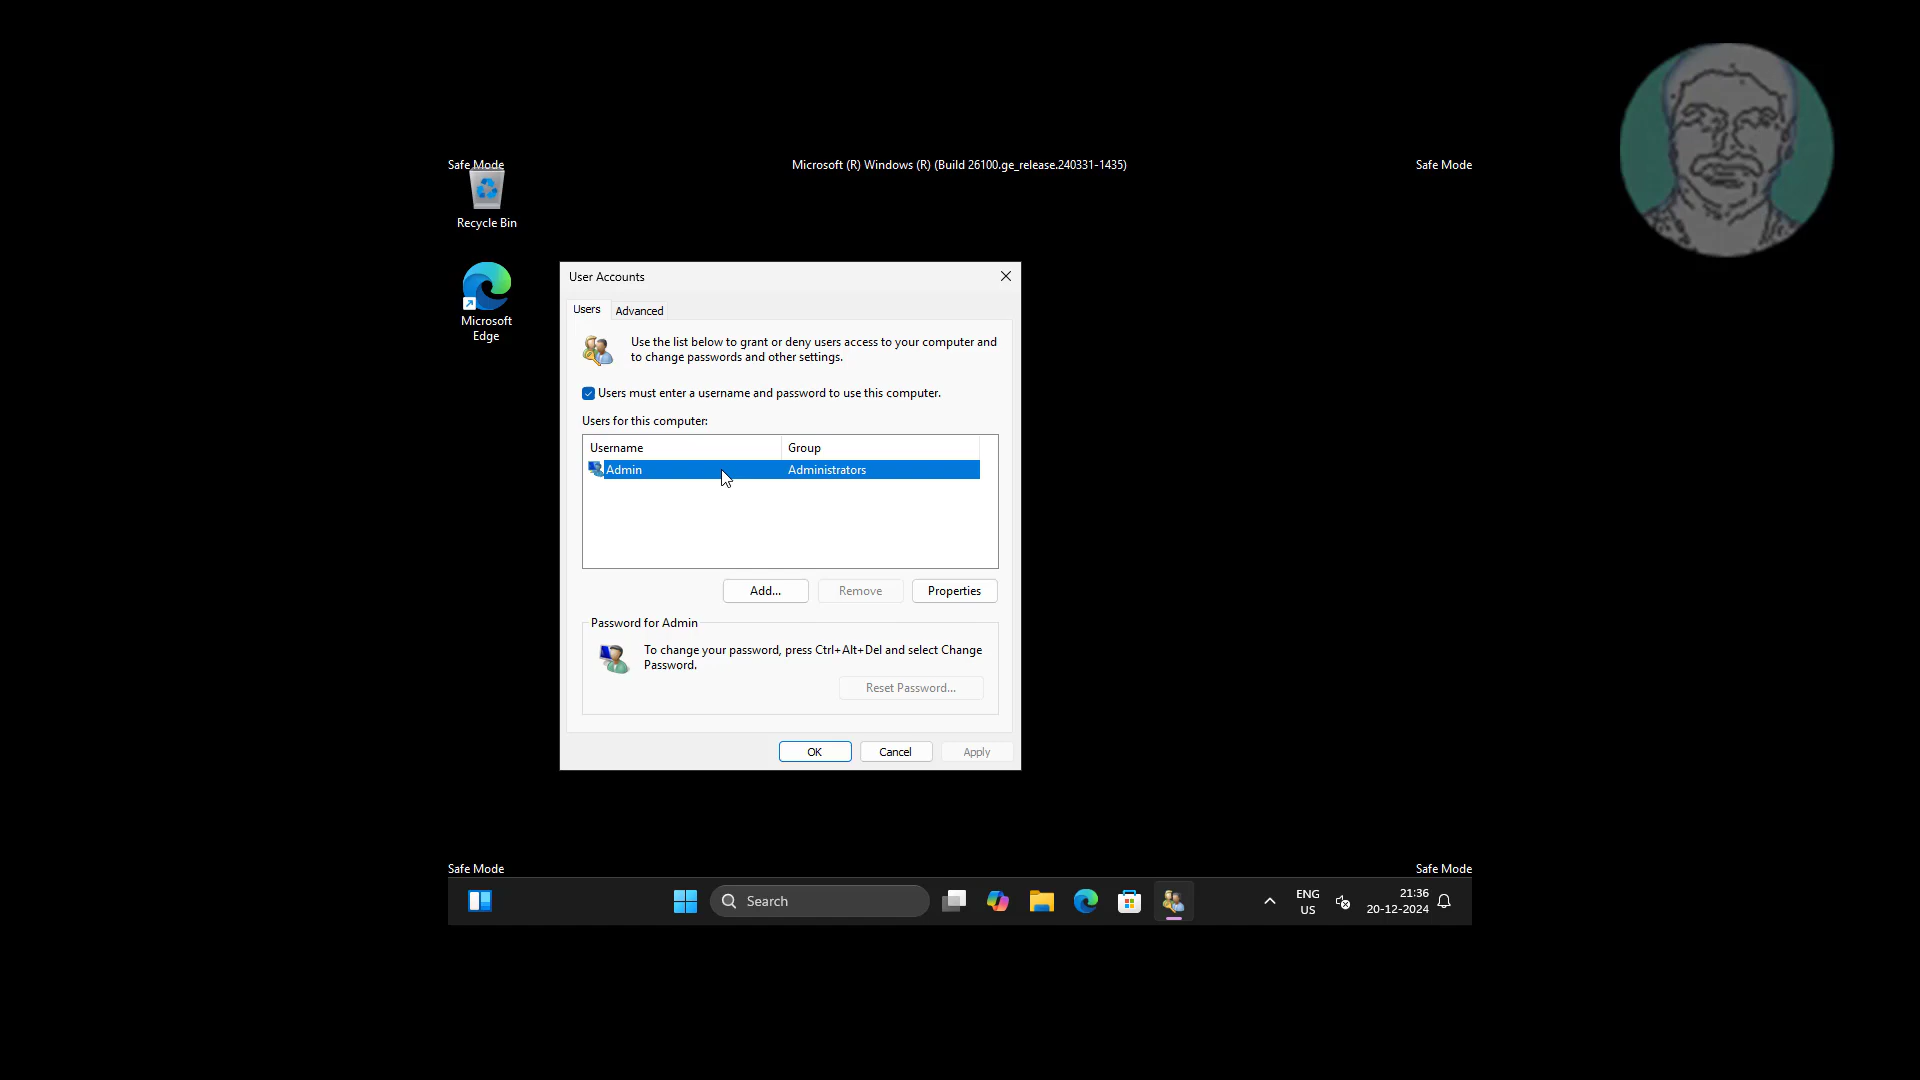 Safe Mode
Microsoft (R) Windows (R) (Build 26100.ge_release.240331-1435)
Safe Mode
Recycle Bin
Microsoft
Edge
User Accounts
Users
Advanced
Use the list below to grant or deny users access to your computer and
to change passwords and other settings.
Users must enter a username and password to use this computer.
Users for this computer:
Username
Group
Admin
Administrators
Add...
Remove
Properties
Password for Admin
To change your password, press Ctrl+Alt+Del and select Change
Password.
Reset Password...
OK
Cancel
Apply
Safe Mode
Safe Mode
Search
ENG
US
21:36
20-12-2024